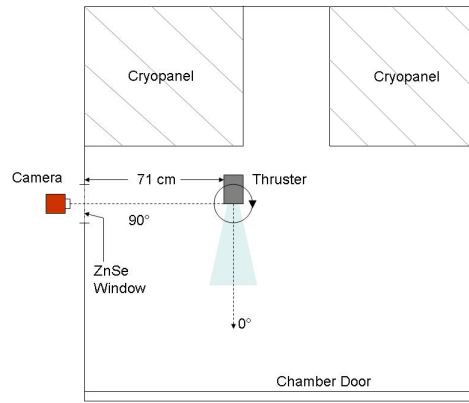 Cryopanel
Cryopanel
Camera
71 cm
Thruster
90°
ZnSe
Window
0°
Chamber Door